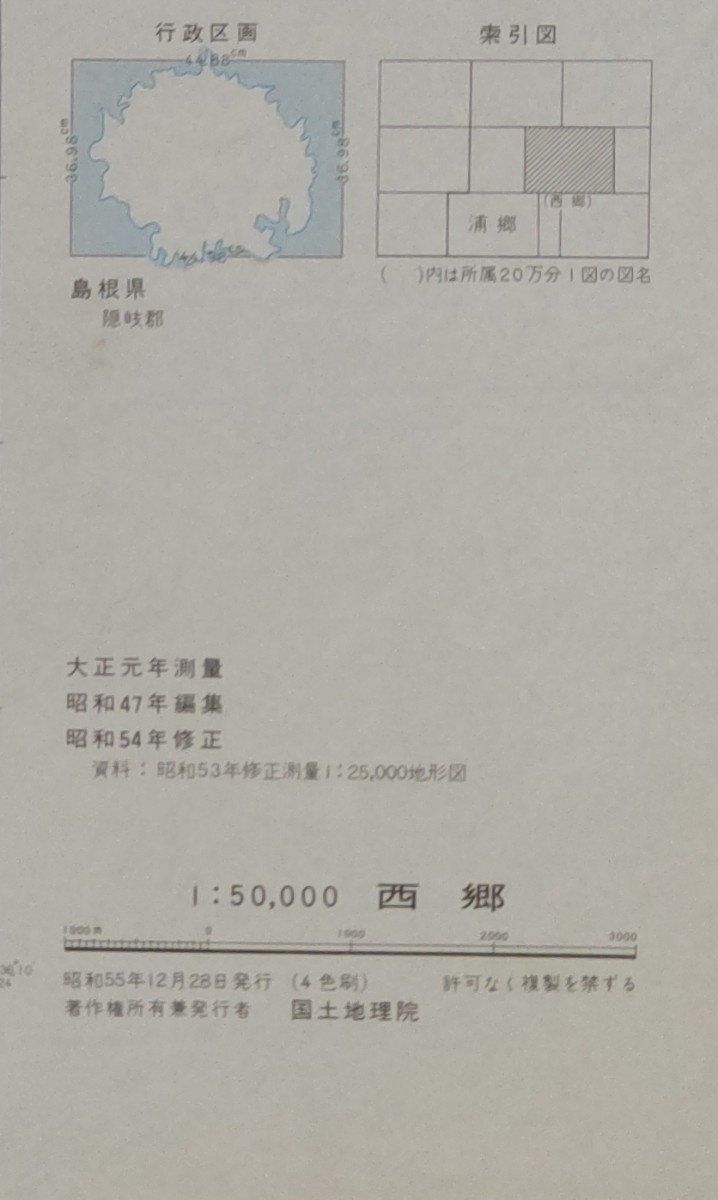 行政区画
44.88cm
36.98cm
36.98cm
島根県
隠岐郡
索引図
(西郷)
浦郷
( )内は所属20万分1図の図名
大正元年測量
昭和47年編集
昭和54年修正
資料：昭和53年修正測量1：25,000地形図
1：50,000 西郷
1000m 0 1000 2000 3000
昭和55年12月28日発行 (4色刷) 許可なく複製を禁ずる
著作権所有兼発行者 国土地理院